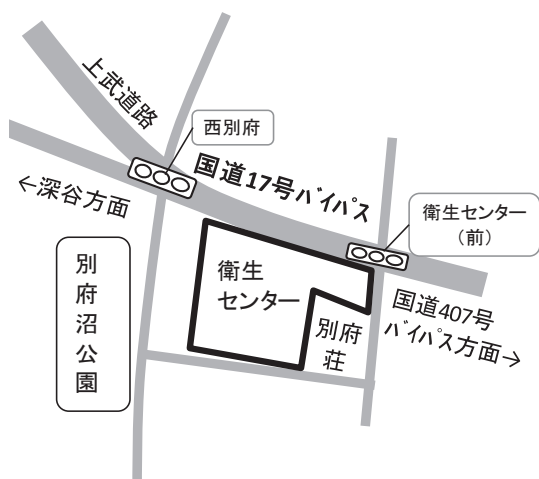 上武道路
西別府
国道17号バイパス
←深谷方面
衛生センター
(前)
別府沼公園
衛生
センター
別府
荘
国道407号
バイパス方面→